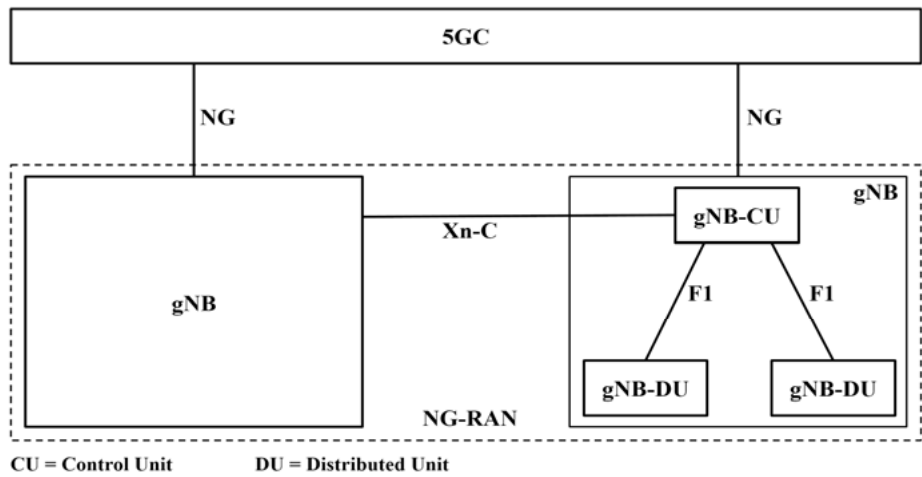 5GC
NG
NG
gNB
gNB-CU
Xn-C
gNB
F1
F1
gNB-DU
gNB-DU
NG-RAN
CU = Control Unit
DU = Distributed Unit